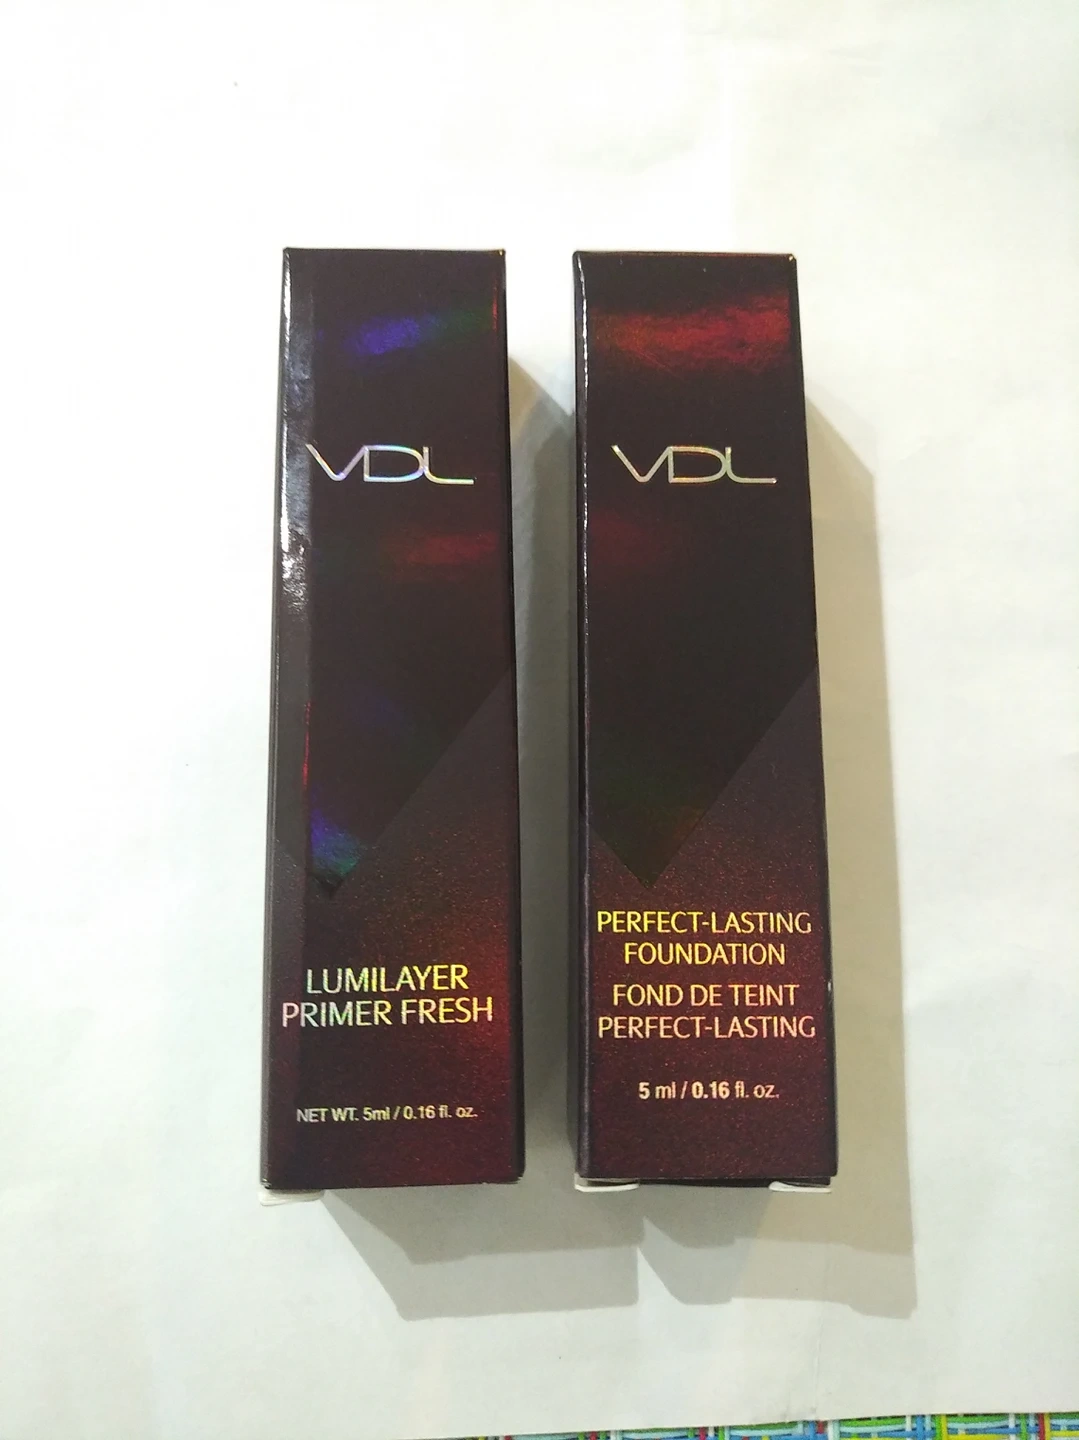 VDL
LUMILAYER
PRIMER FRESH
NET WT. 5ml / 0.16 fl. oz.
VDL
PERFECT-LASTING
FOUNDATION
FOND DE TEINT
PERFECT-LASTING
5 ml / 0.16 fl. oz.